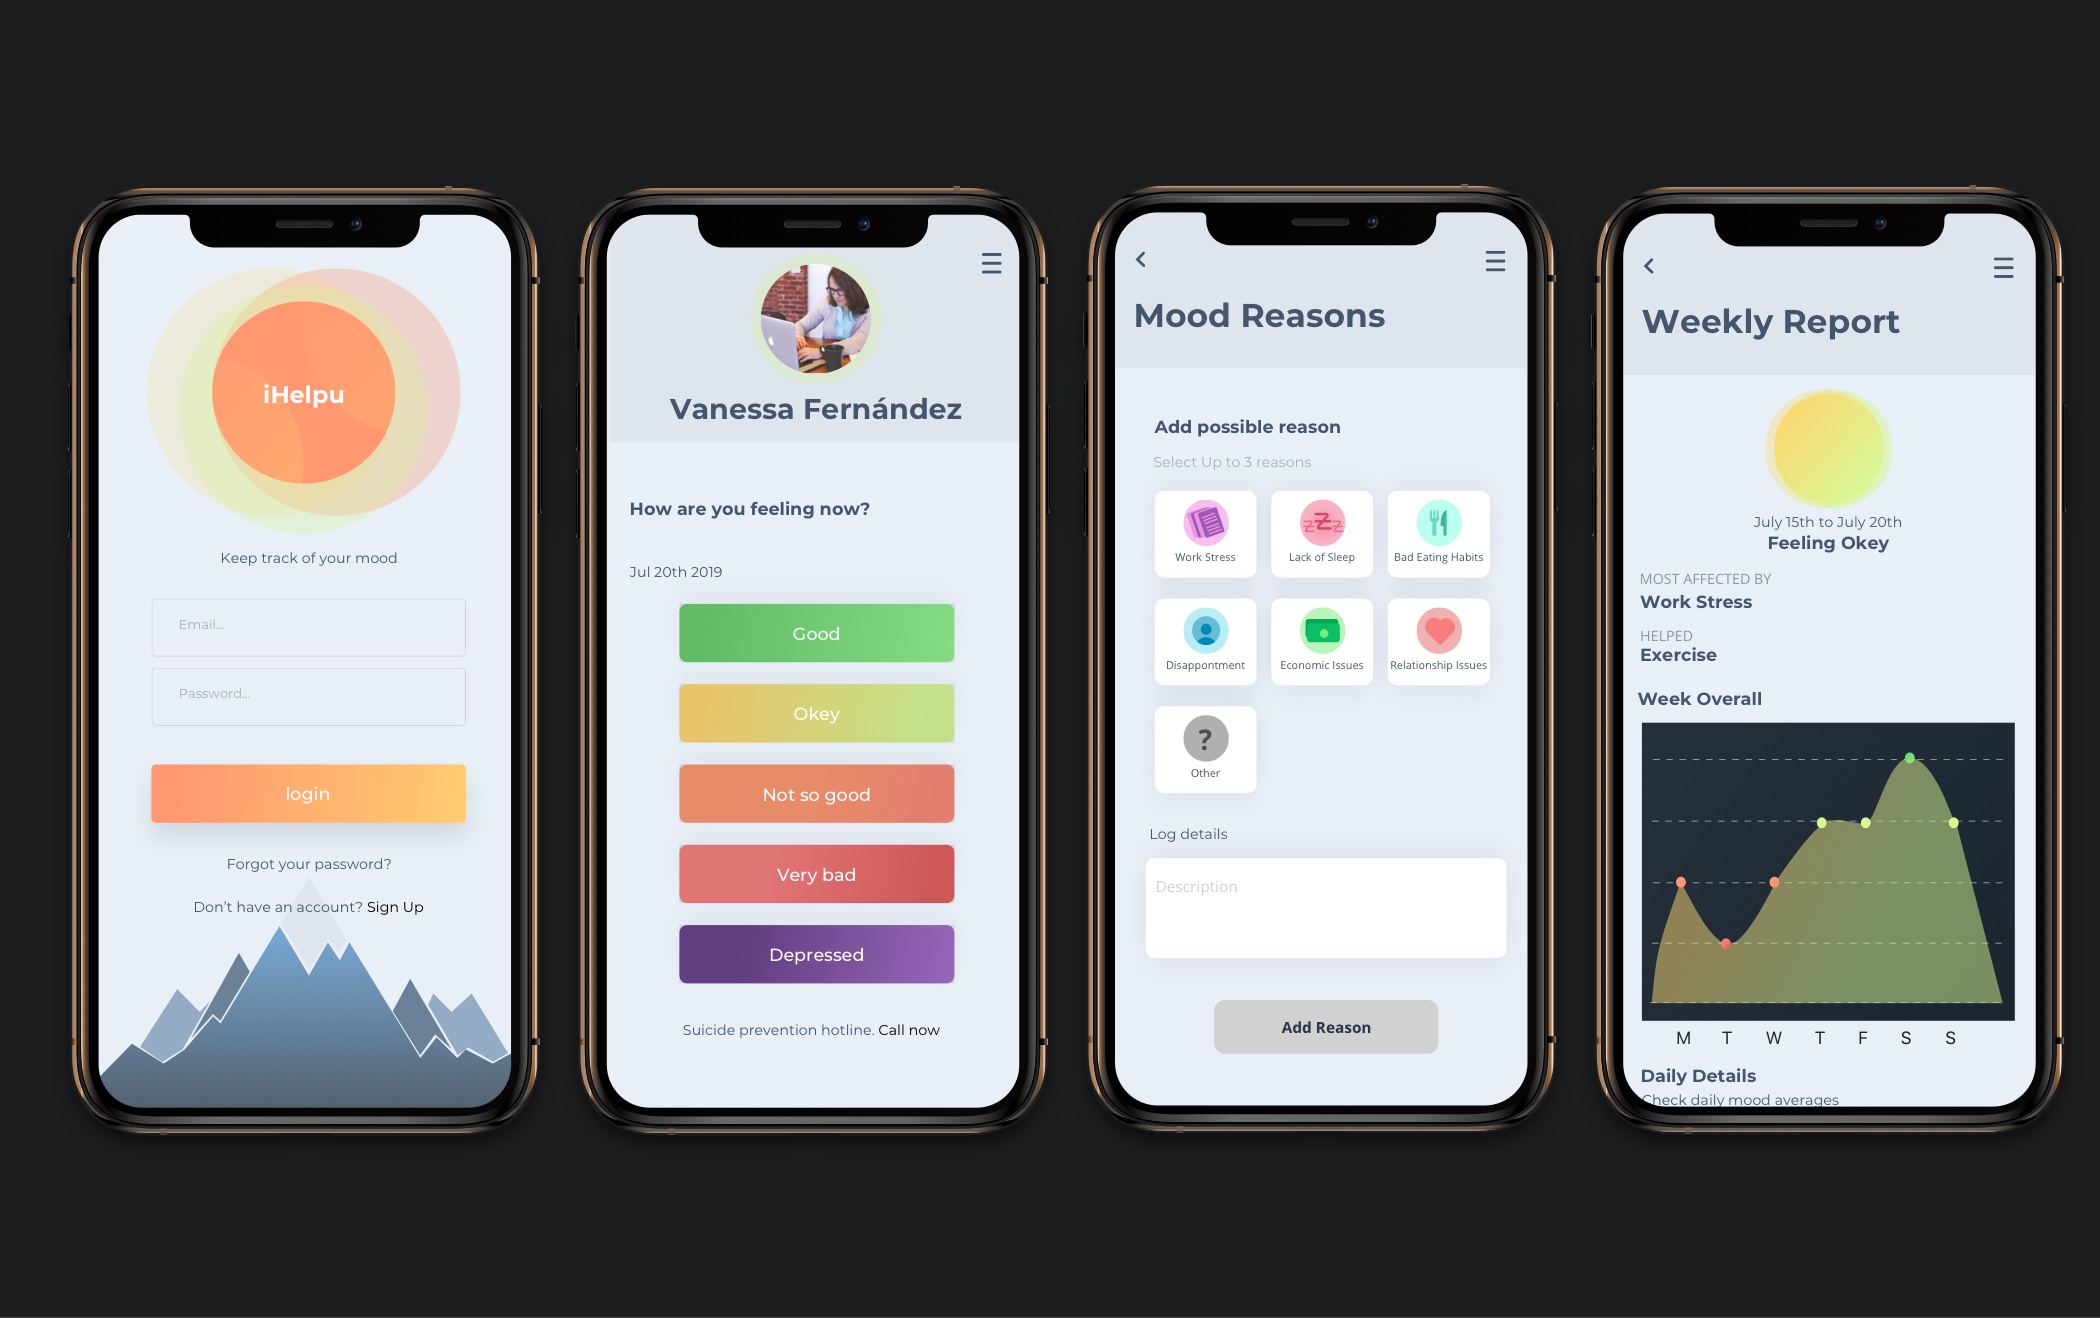 iHelpu
Keep track of your mood
Email...
Password...
login
Forgot your password?
Don't have an account? Sign Up
Vanessa Fernández
How are you feeling now?
Jul 20th 2019
Good
Okey
Not so good
Very bad
Depressed
Suicide prevention hotline. Call now
Mood Reasons
Add possible reason
Select Up to 3 reasons
Work Stress
Lack of Sleep
Bad Eating Habits
Disappontment
Economic Issues
Relationship Issues
?
Other
Log details
Description
Add Reason
Weekly Report
July 15th to July 20th
Feeling Okey
MOST AFFECTED BY
Work Stress
HELPED
Exercise
Week Overall
M T W T F S S
Daily Details
Check daily mood averages